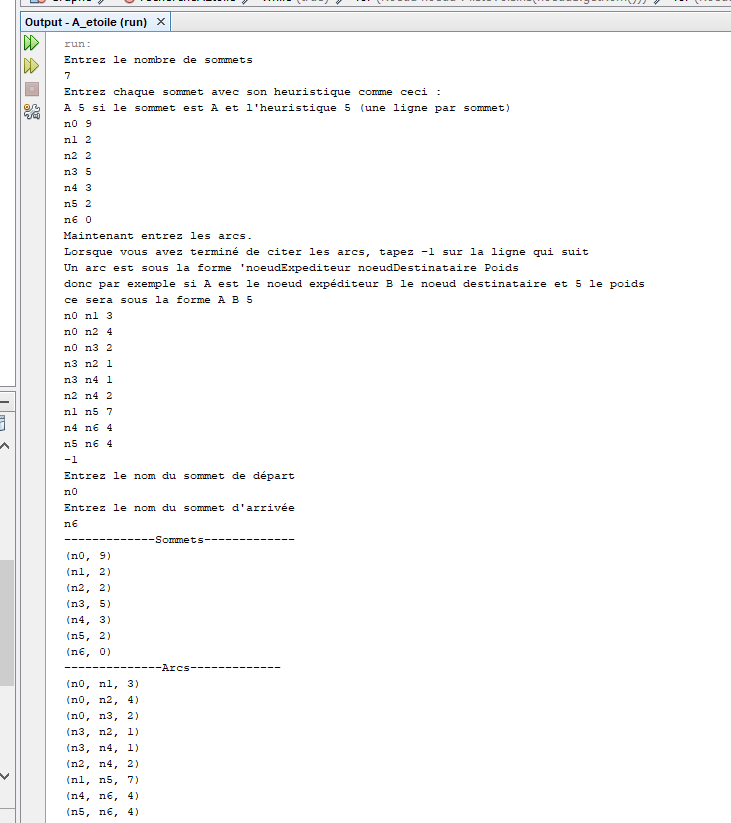 Output - A_etoile (run)
run:
Entrez le nombre de sommets
7
Entrez chaque sommet avec son heuristique comme ceci :
A 5 si le sommet est A et l'heuristique 5 (une ligne par sommet)
n0 9
n1 2
n2 2
n3 5
n4 3
n5 2
n6 0
Maintenant entrez les arcs.
Lorsque vous avez terminé de citer les arcs, tapez -1 sur la ligne qui suit
Un arc est sous la forme 'noeudExpediteur noeudDestinataire Poids
donc par exemple si A est le noeud expéditeur B le noeud destinataire et 5 le poids
ce sera sous la forme A B 5
n0 n1 3
n0 n2 4
n0 n3 2
n3 n2 1
n3 n4 1
n2 n4 2
n1 n5 7
n4 n6 4
n5 n6 4
-1
Entrez le nom du sommet de départ
n0
Entrez le nom du sommet d'arrivée
n6
-------------Sommets-------------
(n0, 9)
(n1, 2)
(n2, 2)
(n3, 5)
(n4, 3)
(n5, 2)
(n6, 0)
--------------Arcs-------------
(n0, n1, 3)
(n0, n2, 4)
(n0, n3, 2)
(n3, n2, 1)
(n3, n4, 1)
(n2, n4, 2)
(n1, n5, 7)
(n4, n6, 4)
(n5, n6, 4)